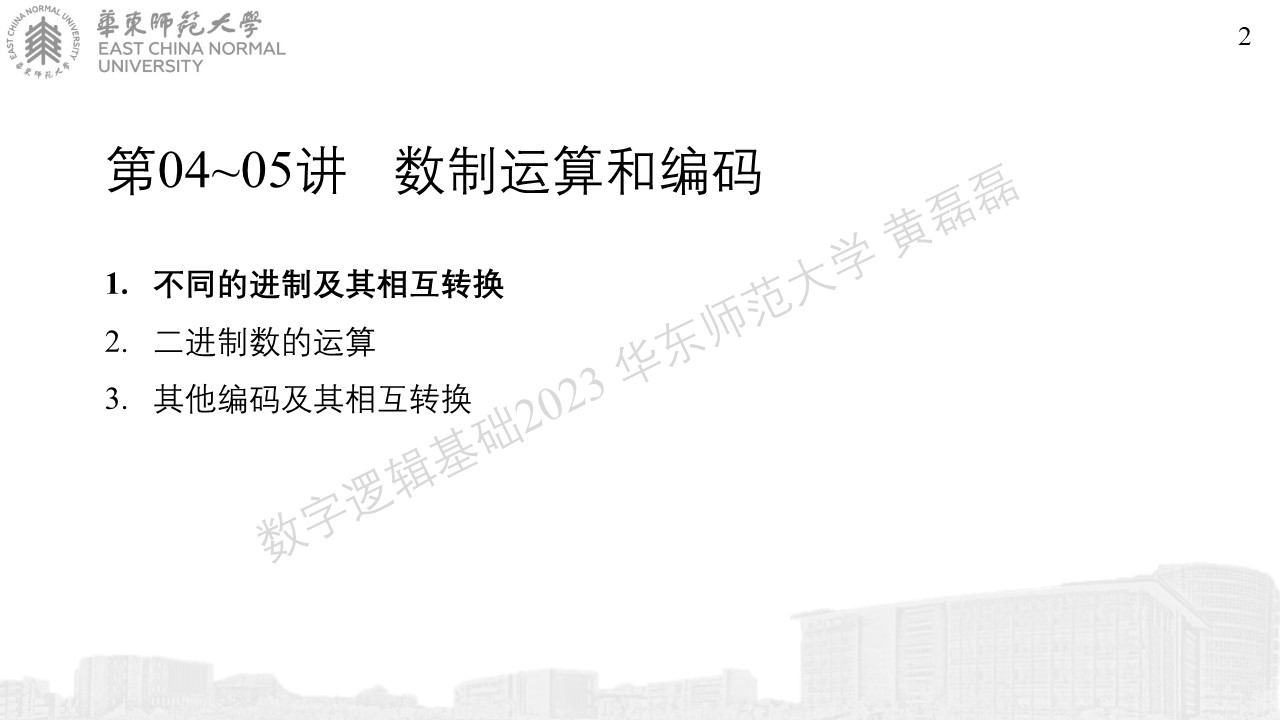 EAST CHINA NORMAL UNIVERSITY
華東師范大學
華東師范大學
EAST CHINA NORMAL
UNIVERSITY
2
第04~05讲 数制运算和编码
1. 不同的进制及其相互转换
2. 二进制数的运算
3. 其他编码及其相互转换
数字逻辑基础2023 华东师范大学 黄磊磊